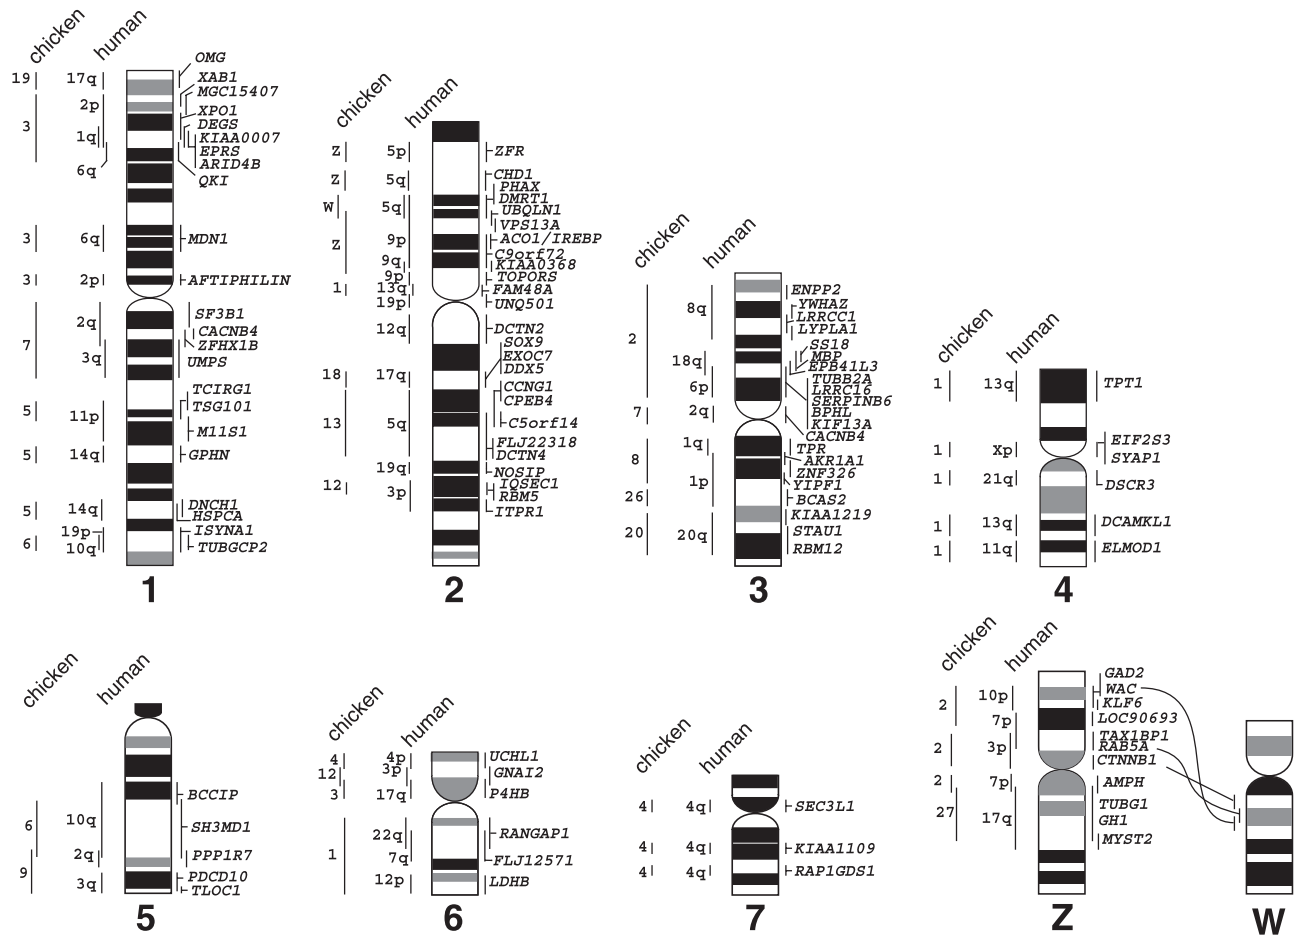 chicken
human
19
3
3
3
7
5
5
5
6
17q
2p
1q
6q
6q
2p
2q
3q
11p
14q
14q
19p
10q
OMG
XAB1
MGC15407
XPO1
DEGS
KIAA0007
EPRS
ARID4B
QKI
MDN1
AFTIPHILIN
SF3B1
CACNB4
ZFHX1B
UMPS
TCIRG1
TSG101
M11S1
GPHN
DNCH1
HSPCA
ISYNA1
TUBGCP2
1
chicken
human
Z
Z
W
Z
1
18
13
12
5p
5q
5q
9p
9q
9p
13q
19p
12q
17q
5q
19q
3p
ZFR
CHD1
PHAX
DMRT1
UBQLN1
VPS13A
ACO1/IREBP
C9orf72
KIAA0368
TOPORS
FAM48A
UNQ501
DCTN2
SOX9
EXOC7
DDX5
CCNG1
CPEB4
C5orf14
FLJ22318
DCTN4
NOSIP
IQSEC1
RBM5
ITPR1
2
chicken
human
2
7
8
26
20
8q
18q
6p
2q
1q
1p
20q
ENPP2
YWHAZ
LRRCC1
LYPLA1
SS18
MBP
EPB41L3
TUBB2A
LRRC16
SERPINB6
BPHL
KIF13A
CACNB4
TPR
AKR1A1
ZNF326
YIPF1
BCAS2
KIAA1219
STAU1
RBM12
3
chicken
human
1
1
1
1
1
13q
Xp
21q
13q
11q
TPT1
EIF2S3
SYAP1
DSCR3
DCAMKL1
ELMOD1
4
chicken
human
6
9
10q
2q
3q
BCCIP
SH3MD1
PPP1R7
PDCD10
TLOC1
5
chicken
human
4
12
3
1
4p
3p
17q
22q
7q
12p
UCHL1
GNAI2
P4HB
RANGAP1
FLJ12571
LDHB
6
chicken
human
4
4
4
4q
4q
4q
SEC3L1
KIAA1109
RAP1GDS1
7
chicken
human
2
2
2
27
10p
7p
3p
7p
17q
GAD2
WAC
KLF6
LOC90693
TAX1BP1
RAB5A
CTNNB1
AMPH
TUBG1
GH1
MYST2
Z
W